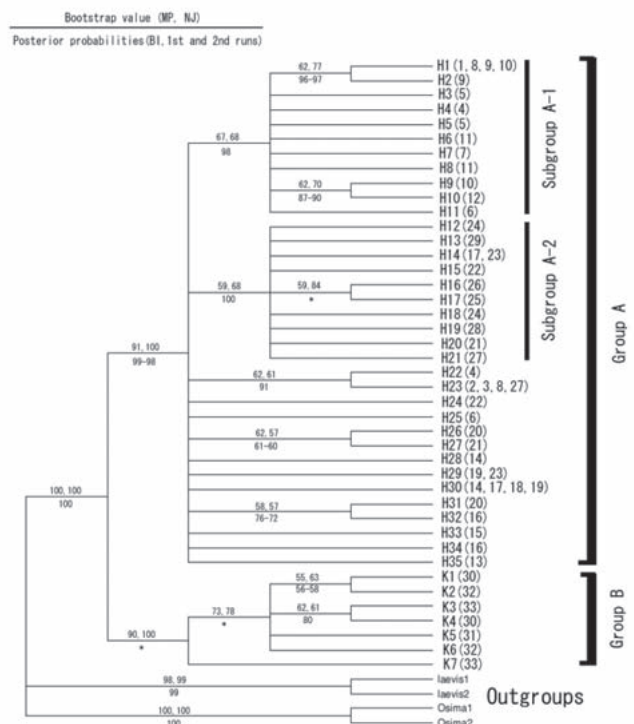 Bootstrap value (MP, NJ)
Posterior probabilities(BI, 1st and 2nd runs)
62, 77
96-97
67, 68
98
62, 70
87-90
H1(1, 8, 9, 10)
H2(9)
H3(5)
H4(4)
H5(5)
H6(11)
H7(7)
H8(11)
H9(10)
H10(12)
H11(6)
Subgroup A-1
59, 68
100
59, 84
*
H12(24)
H13(29)
H14(17, 23)
H15(22)
H16(26)
H17(25)
H18(24)
H19(28)
H20(21)
H21(27)
Subgroup A-2
91, 100
99-98
62, 61
91
62, 57
61-60
58, 57
76-72
H22(4)
H23(2, 3, 8, 27)
H24(22)
H25(6)
H26(20)
H27(21)
H28(14)
H29(19, 23)
H30(14, 17, 18, 19)
H31(20)
H32(16)
H33(15)
H34(16)
H35(13)
Group A
100, 100
100
90, 100
*
73, 78
*
55, 63
56-58
62, 61
80
K1(30)
K2(32)
K3(33)
K4(30)
K5(31)
K6(32)
K7(33)
Group B
98, 99
99
laevis1
laevis2
100, 100
100
Osima1
Osima2
Outgroups